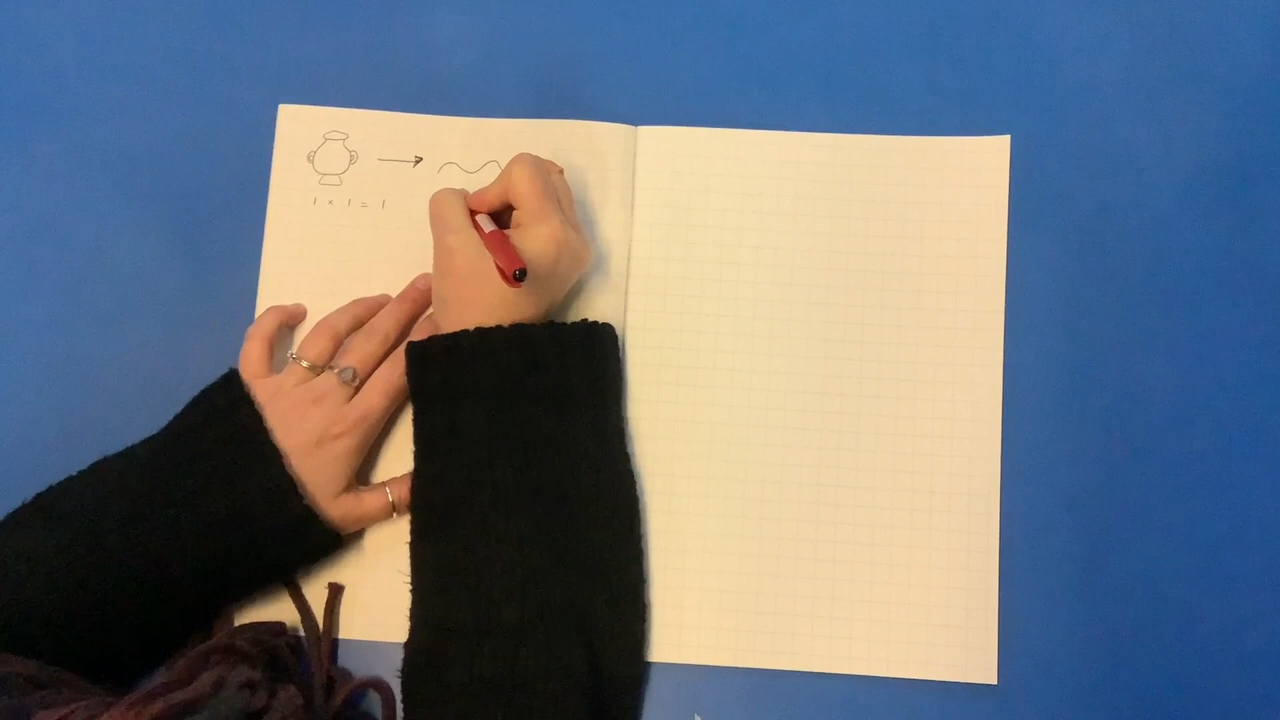 1 × 1 = 1